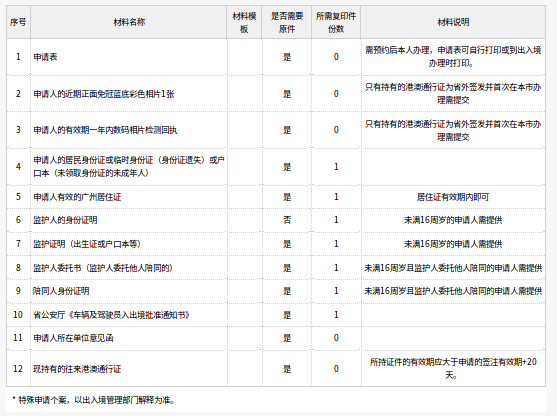 序号 材料名称 材料模板 是否需要原件 所需复印件份数 材料说明
1 申请表 是 0 需预约后本人办理，申请表可自行打印或到出入境办理时打印。
2 申请人的近期正面免冠蓝底彩色相片1张 是 0 只有持有的港澳通行证为省外签发并首次在本市办理需提交
3 申请人的有效期一年内数码相片检测回执 是 0 只有持有的港澳通行证为省外签发并首次在本市办理需提交
4 申请人的居民身份证或临时身份证（身份证遗失）或户口本（未领取身份证的未成年人） 是 1
5 申请人有效的广州居住证 是 1 居住证有效期内即可
6 监护人的身份证明 否 1 未满16周岁的申请人需提供
7 监护证明（出生证或户口本等） 是 1 未满16周岁的申请人需提供
8 监护人委托书（监护人委托他人陪同的） 是 1 未满16周岁且监护人委托他人陪同的申请人需提供
9 陪同人身份证明 是 1 未满16周岁且监护人委托他人陪同的申请人需提供
10 省公安厅《车辆及驾驶员入出境批准通知书》 是 1
11 申请人所在单位意见函 是 0
12 现持有的往来港澳通行证 是 0 所持证件的有效期应大于申请的签注有效期+20天。
* 特殊申请个案，以出入境管理部门解释为准。